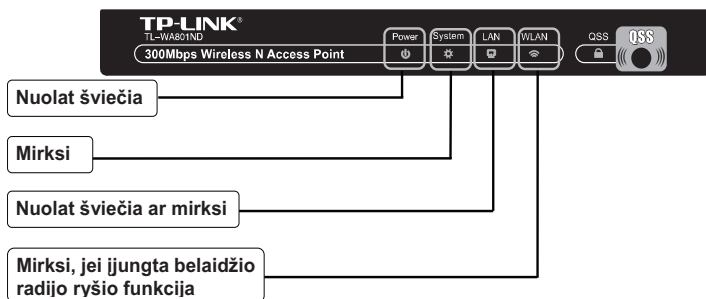 TP-LINK®
TL-WA801ND
300Mbps Wireless N Access Point
Power System LAN WLAN QSS QSS
Nuolat šviečia
Mirksi
Nuolat šviečia ar mirksi
Mirksi, jei įjungta belaidžio
radijo ryšio funkcija